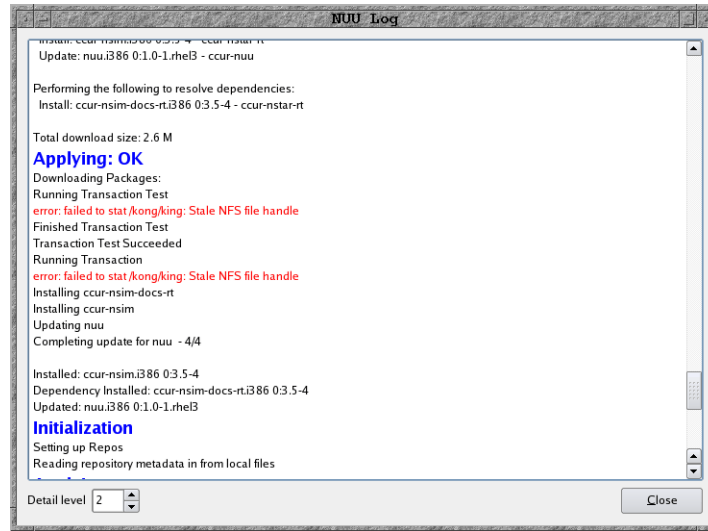 NUU Log
Update: nuu.i386 0:1.0-1.rhel3 - ccur-nuu
Performing the following to resolve dependencies:
Install: ccur-nsim-docs-rt.i386 0:3.5-4 - ccur-nstar-rt
Total download size: 2.6 M
Applying: OK
Downloading Packages:
Running Transaction Test
error: failed to stat /kong/king: Stale NFS file handle
Finished Transaction Test
Transaction Test Succeeded
Running Transaction
error: failed to stat /kong/king: Stale NFS file handle
Installing ccur-nsim-docs-rt
Installing ccur-nsim
Updating nuu
Completing update for nuu - 4/4
Installed: ccur-nsim.i386 0:3.5-4
Dependency Installed: ccur-nsim-docs-rt.i386 0:3.5-4
Updated: nuu.i386 0:1.0-1.rhel3
Initialization
Setting up Repos
Reading repository metadata in from local files
Detail level 2
Close